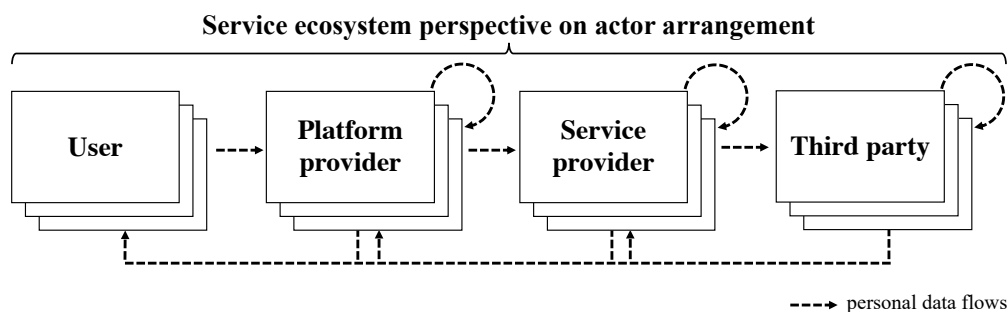 Service ecosystem perspective on actor arrangement
User
Platform
provider
Service
provider
Third party
personal data flows